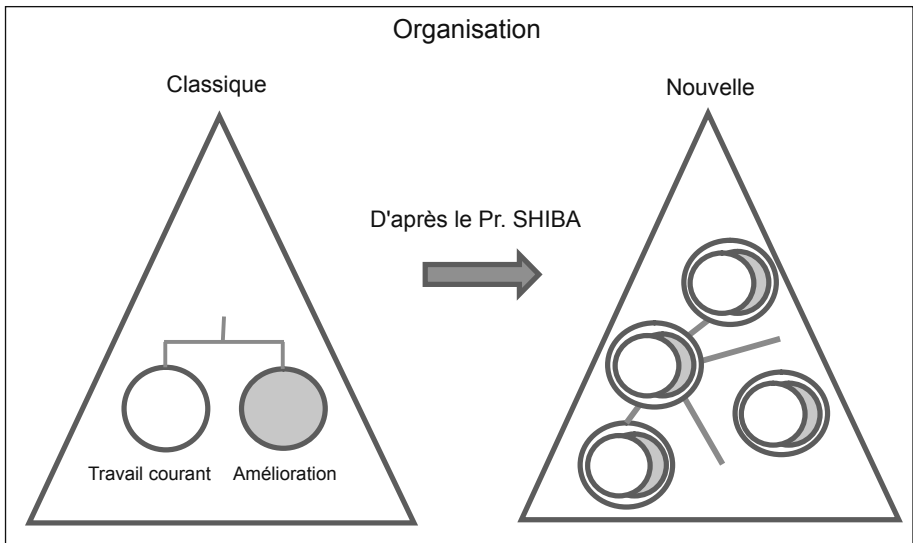 Organisation
Classique
Nouvelle
D'après le Pr. SHIBA
Travail courant
Amélioration